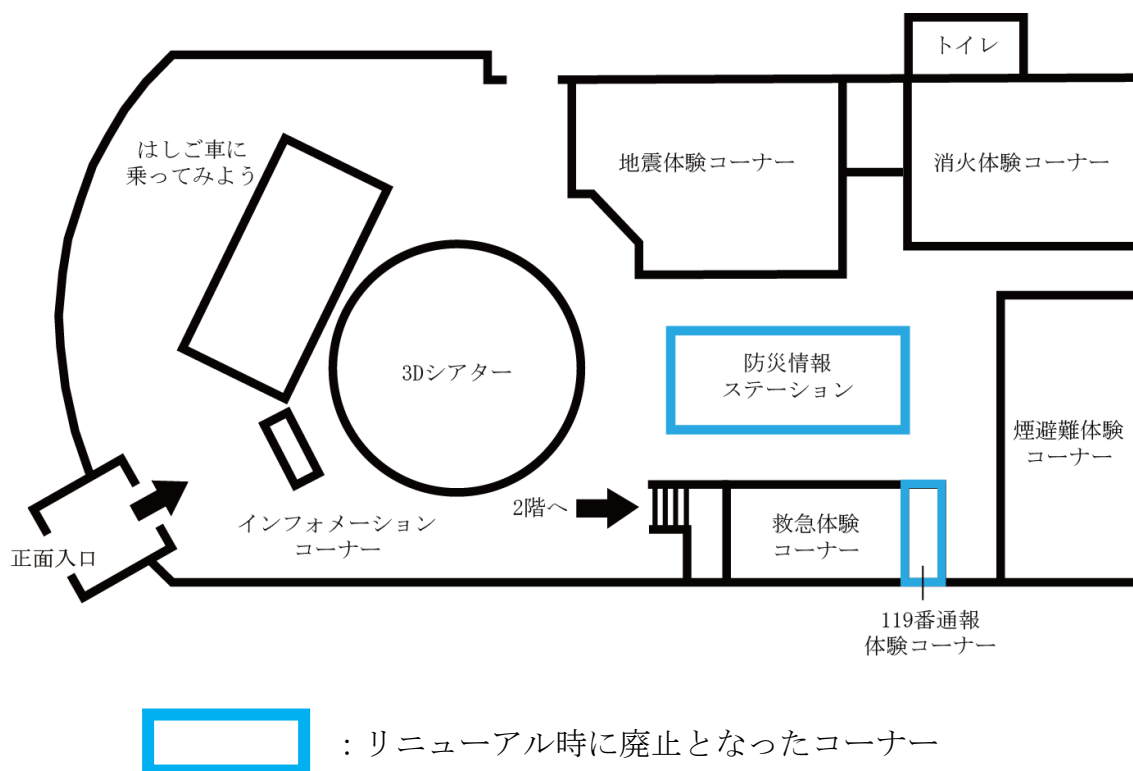 トイレ
はしご車に
乗ってみよう
地震体験コーナー
消火体験コーナー
3Dシアター
防災情報
ステーション
煙避難体験
コーナー
2階へ
インフォメーション
コーナー
救急体験
コーナー
正面入口
119番通報
体験コーナー
：リニューアル時に廃止となったコーナー